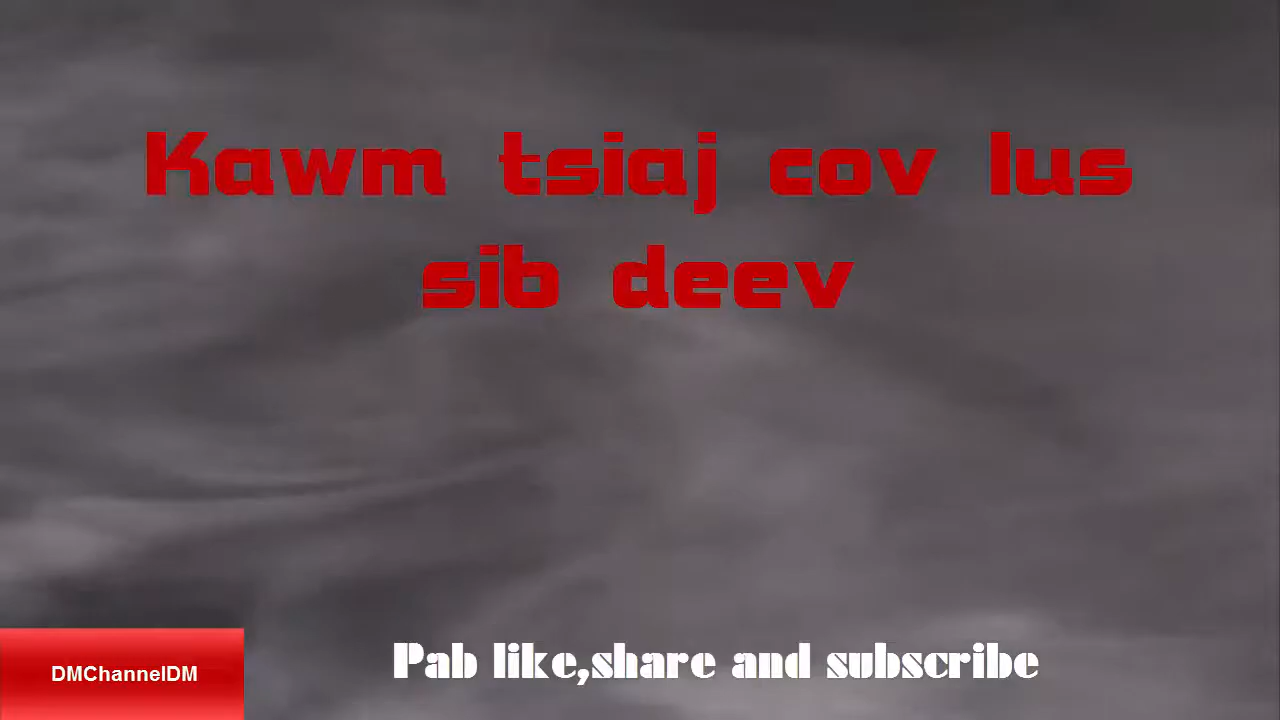 Kawm tsiaj cov lus
sib deev
Pab like,share and subscribe
DMChannelDM